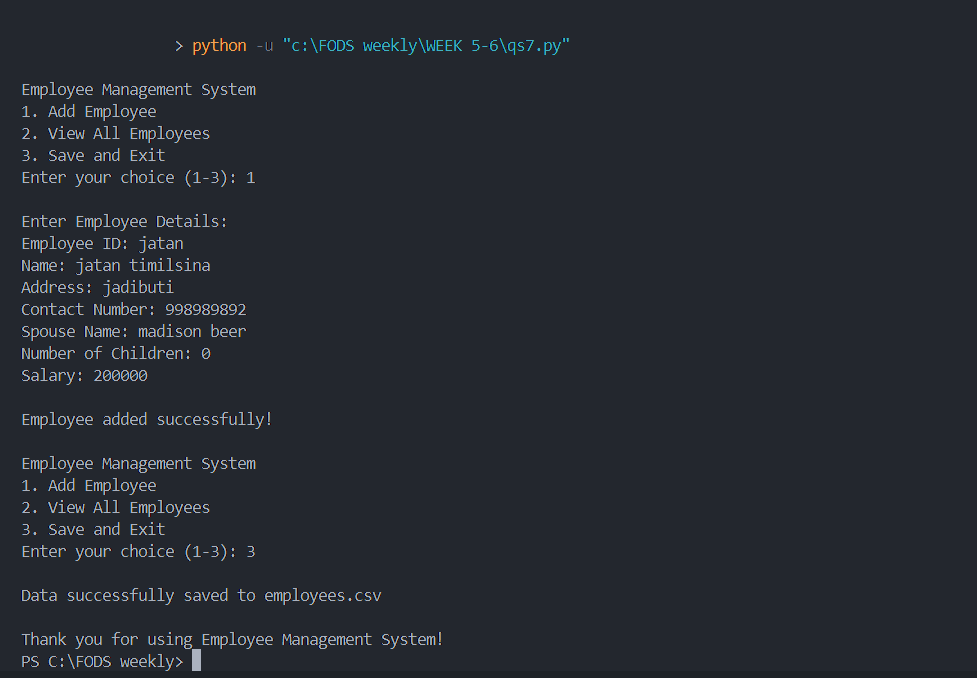 > python -u "c:\FODS weekly\WEEK 5-6\qs7.py"
Employee Management System
1. Add Employee
2. View All Employees
3. Save and Exit
Enter your choice (1-3): 1
Enter Employee Details:
Employee ID: jatan
Name: jatan timilsina
Address: jadibuti
Contact Number: 998989892
Spouse Name: madison beer
Number of Children: 0
Salary: 200000
Employee added successfully!
Employee Management System
1. Add Employee
2. View All Employees
3. Save and Exit
Enter your choice (1-3): 3
Data successfully saved to employees.csv
Thank you for using Employee Management System!
PS C:\FODS weekly>